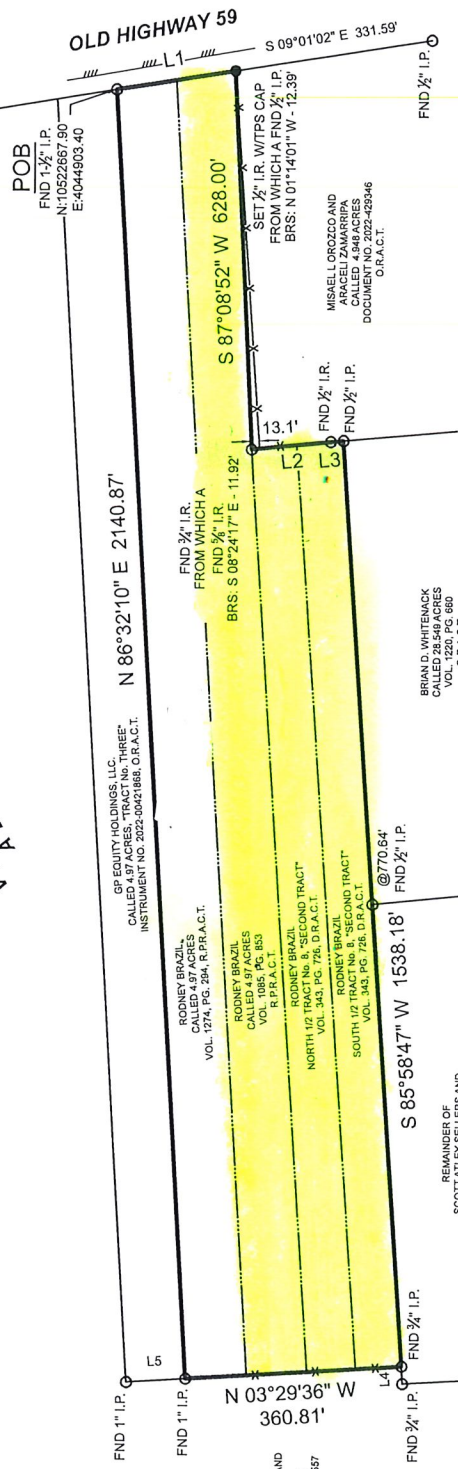 OLD HIGHWAY 59
L1
S 09°01'02" E 331.59'
POB
FND 1-½" I.P.
N:10522667.90
E:4044903.40
FND ½" I.P.
SET ½" I.R. W/TPS CAP
FROM WHICH A FND ½" I.P.
BRS: N 01°14'01" W - 12.39'
S 87°08'52" W 628.00'
MISAEL L OROZCO AND
ARACELI ZAMARRIPA
CALLED 4.948 ACRES
DOCUMENT NO. 2022-429346
O.R.A.C.T.
13.1'
L2
L3
FND ½" I.R.
FND ½" I.P.
FND ¾" I.R.
FROM WHICH A
FND ⅝" I.R.
BRS: S 08°24'17" E - 11.92'
N 86°32'10" E 2140.87'
GP EQUITY HOLDINGS, LLC.
CALLED 4.97 ACRES, "TRACT No. THREE"
INSTRUMENT NO. 2022-00421868, O.R.A.C.T.
BRIAN D. WHITENACK
CALLED 28.549 ACRES
VOL. 1220, PG. 660
RODNEY BRAZIL
CALLED 4.97 ACRES
VOL. 1274, PG. 294, R.P.R.A.C.T.
RODNEY BRAZIL
CALLED 4.97 ACRES
VOL. 1085, PG. 853
R.P.R.A.C.T.
RODNEY BRAZIL
NORTH 1/2 TRACT No. 8, "SECOND TRACT"
VOL. 343, PG. 726, D.R.A.C.T.
RODNEY BRAZIL
SOUTH 1/2 TRACT No. 8, "SECOND TRACT"
VOL. 343, PG. 726, D.R.A.C.T.
@770.64'
FND ½" I.P.
S 85°58'47" W 1538.18'
REMAINDER OF
SCOTT ATLEY SELLERS AND
L5
FND 1" I.P.
FND 1" I.P.
N 03°29'36" W
360.81'
L4
FND ¾" I.P.
FND ¾" I.P.
AND